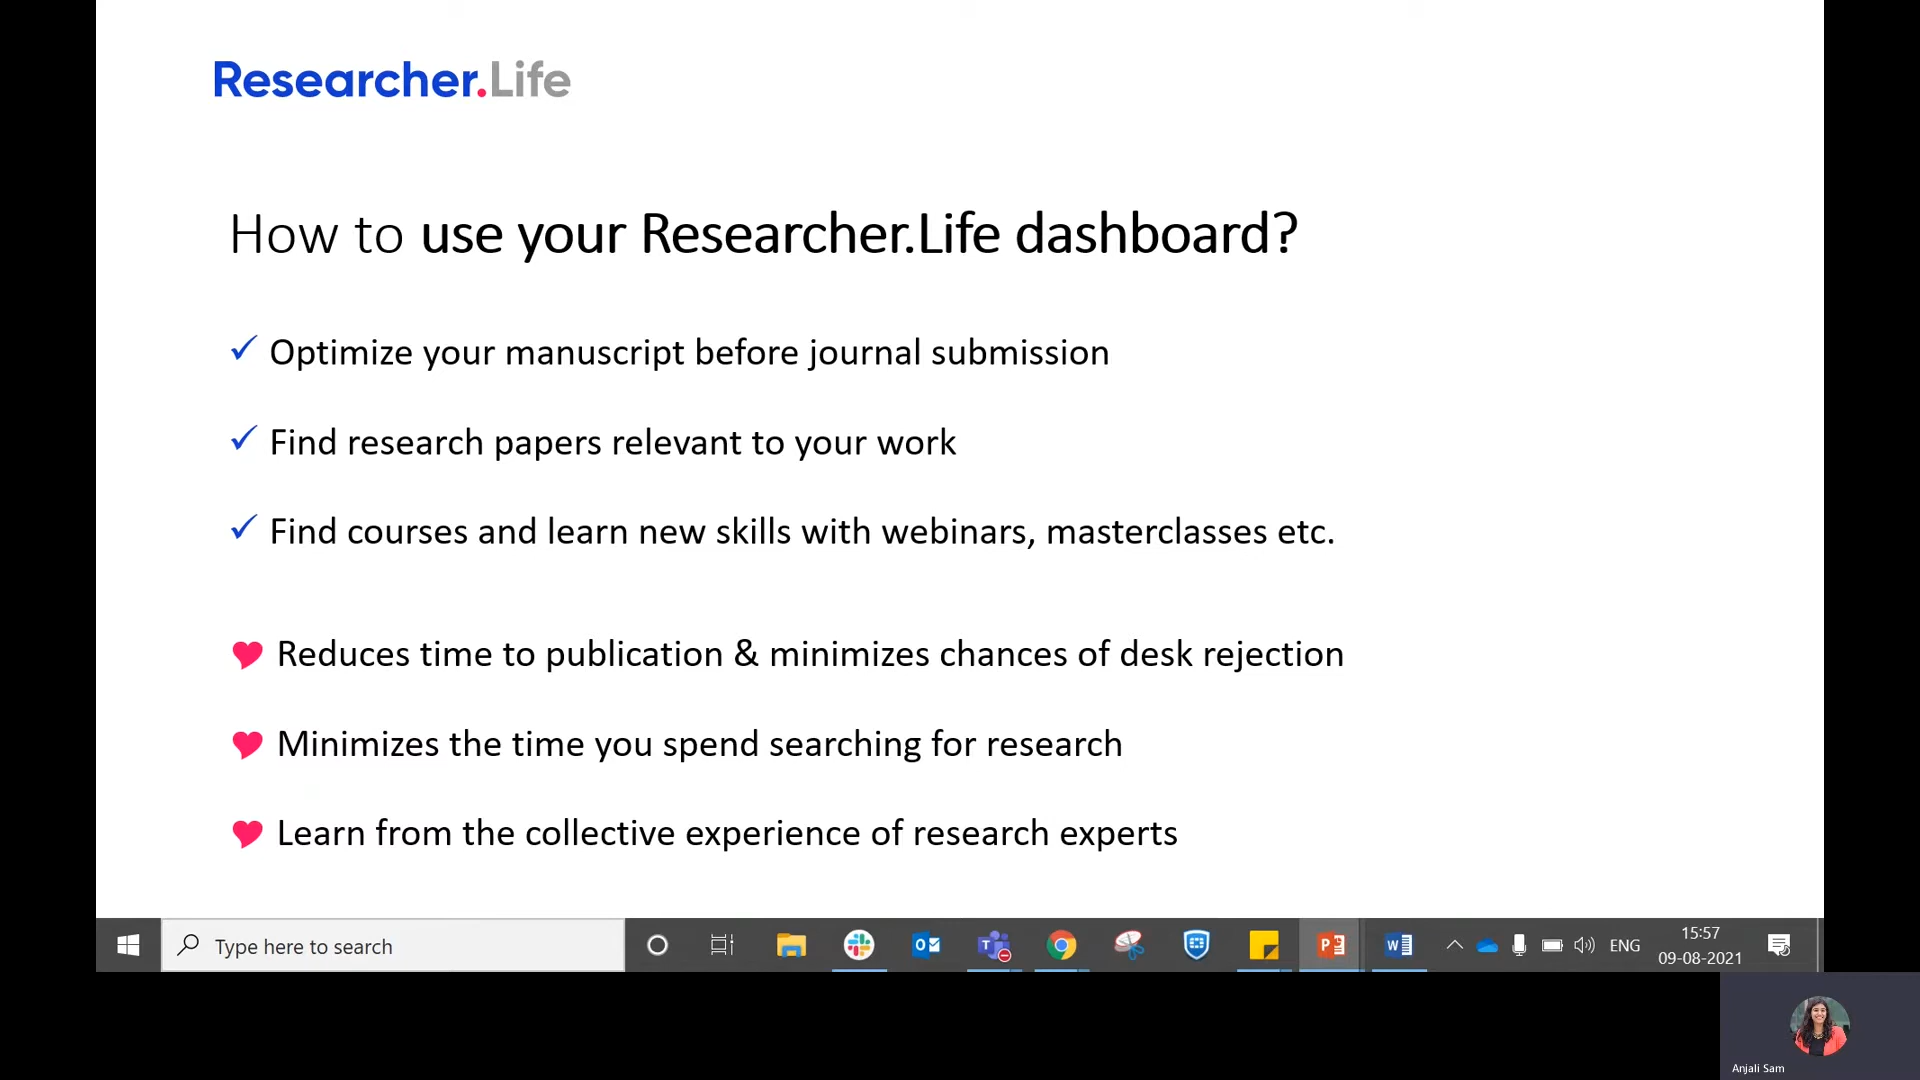 Researcher.Life
How to use your Researcher.Life dashboard?
Optimize your manuscript before journal submission
Find research papers relevant to your work
Find courses and learn new skills with webinars, masterclasses etc.
Reduces time to publication & minimizes chances of desk rejection
Minimizes the time you spend searching for research
Learn from the collective experience of research experts
Type here to search
ENG
15:57
09-08-2021
Anjali Sam